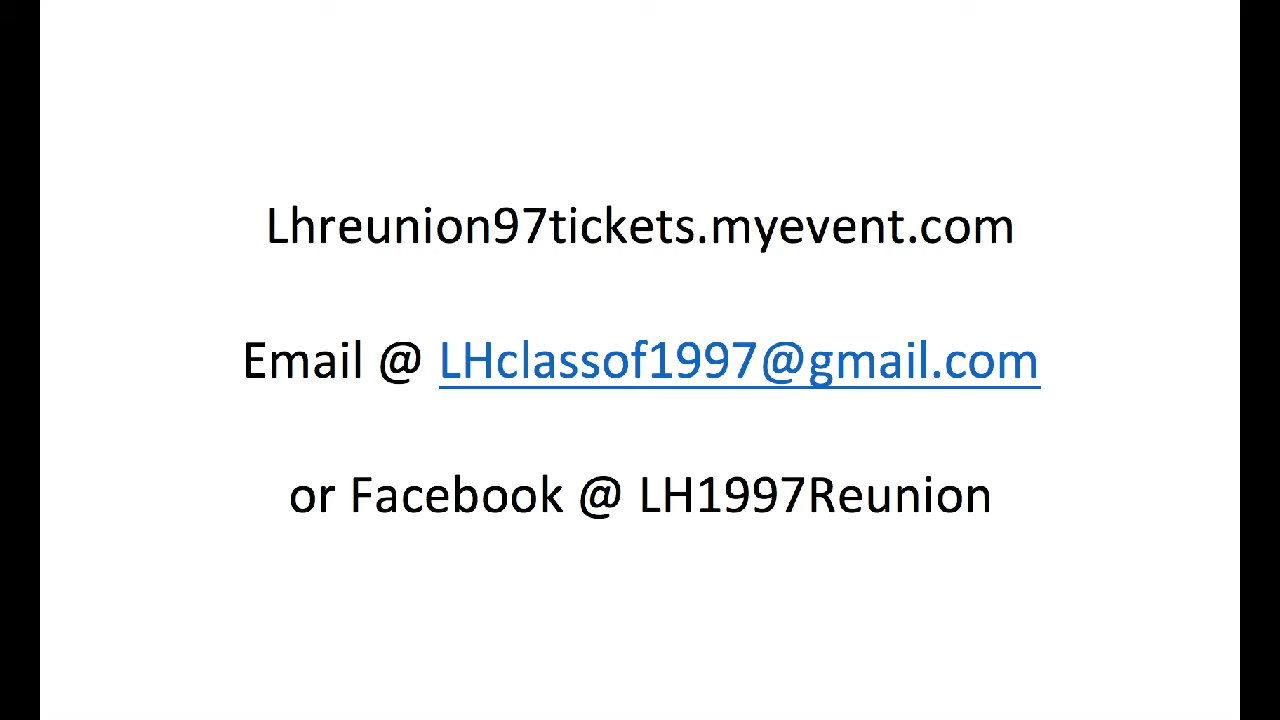 Lhreunion97tickets.myevent.com
Email @ LHclassof1997@gmail.com
or Facebook @ LH1997Reunion